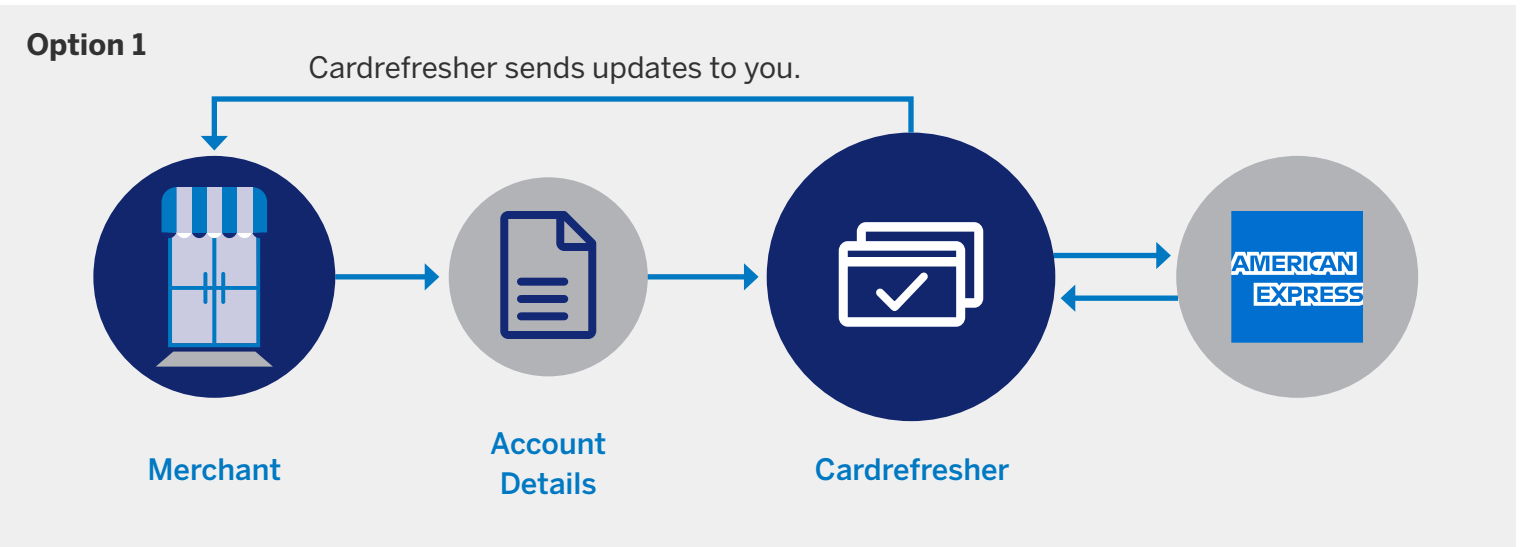 Option 1
Cardrefresher sends updates to you.
AMERICAN
EXPRESS
Merchant
Account
Details
Cardrefresher